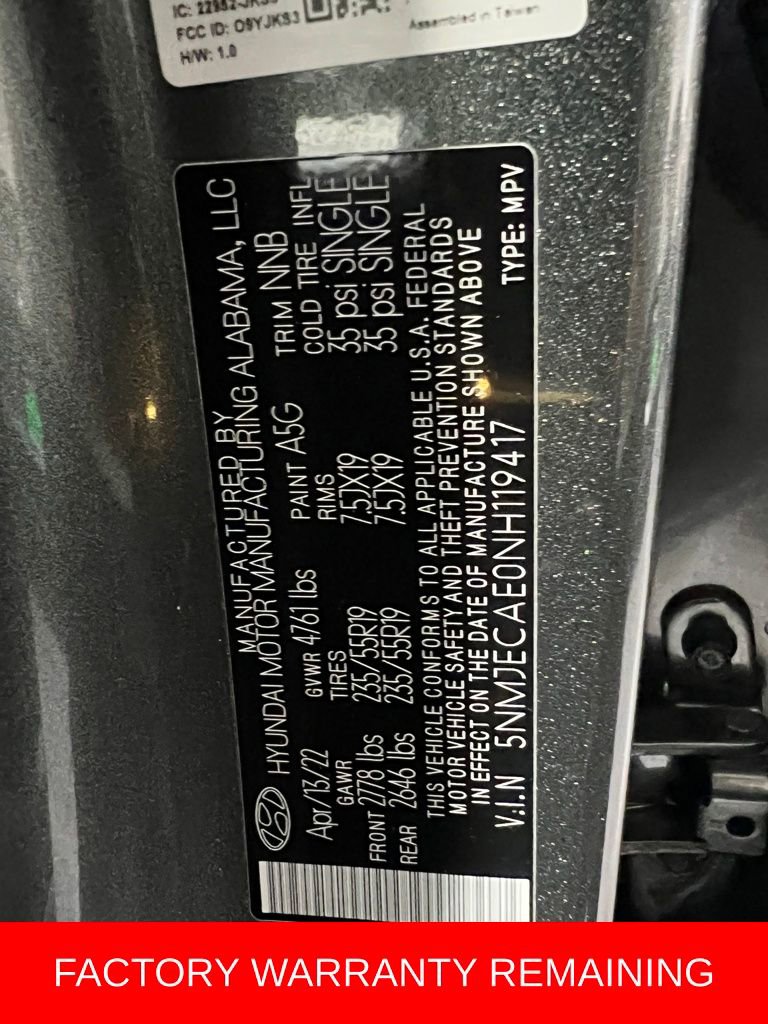 IC: 22952-JKS3
FCC ID: O9YJKS3
H/W: 1.0
Assembled in Taiwan
MANUFACTURED BY
HYUNDAI MOTOR MANUFACTURING ALABAMA, LLC
Apr/13/22 GVWR 4761 lbs PAINT A5G TRIM NNB
GAWR TIRES RIMS COLD TIRE INFL
FRONT 2778 lbs 235/55R19 7.5JX19 35 psi SINGLE
REAR 2646 lbs 235/55R19 7.5JX19 35 psi SINGLE
THIS VEHICLE CONFORMS TO ALL APPLICABLE U.S.A. FEDERAL
MOTOR VEHICLE SAFETY AND THEFT PREVENTION STANDARDS
IN EFFECT ON THE DATE OF MANUFACTURE SHOWN ABOVE
V.I.N 5NMJECAE0NH119417 TYPE: MPV
FACTORY WARRANTY REMAINING